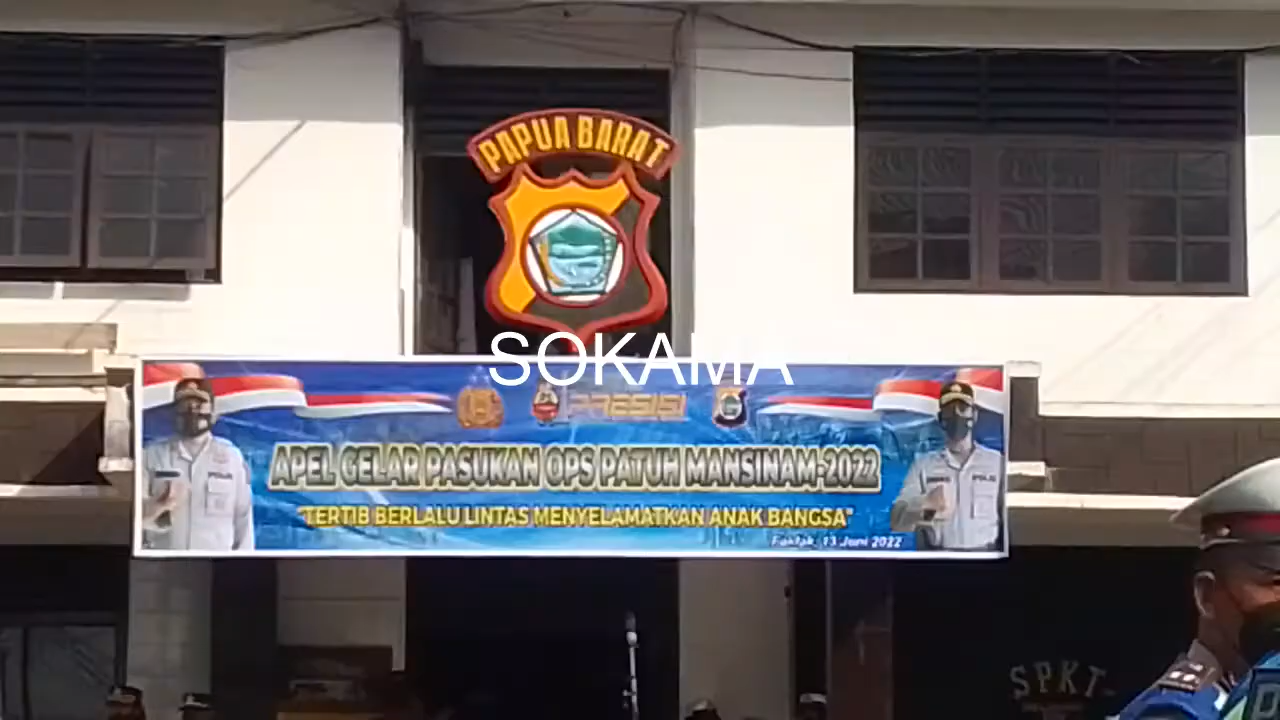 PAPUA BARAT
SOKAMA
PRESISI
APEL GELAR PASUKAN OPS PATUH MANSINAM-2022
"TERTIB BERLALU LINTAS MENYELAMATKAN ANAK BANGSA"
Fakfak, 13 Juni 2022
SPKT